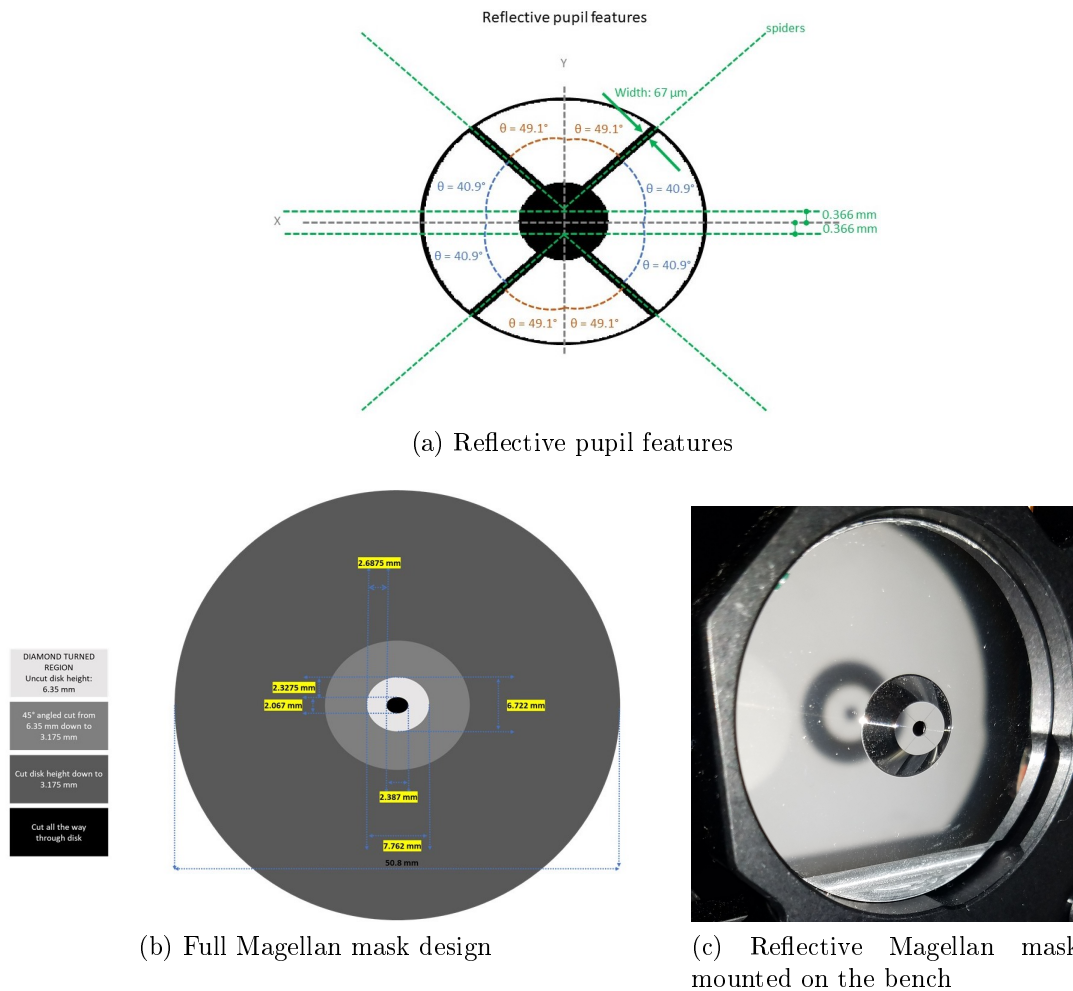 Reflective pupil features
spiders
Y
Width: 67 µm
θ = 49.1°
θ = 49.1°
θ = 40.9°
θ = 40.9°
X
0.366 mm
0.366 mm
θ = 40.9°
θ = 40.9°
θ = 49.1°
θ = 49.1°
(a) Reflective pupil features
2.6875 mm
DIAMOND TURNED
REGION
Uncut disk height:
6.35 mm
45° angled cut from
6.35 mm down to
3.175 mm
Cut disk height down to
3.175 mm
Cut all the way
through disk
2.3275 mm
2.067 mm
6.722 mm
2.387 mm
7.762 mm
50.8 mm
(b) Full Magellan mask design
(c) Reflective Magellan mask
mounted on the bench